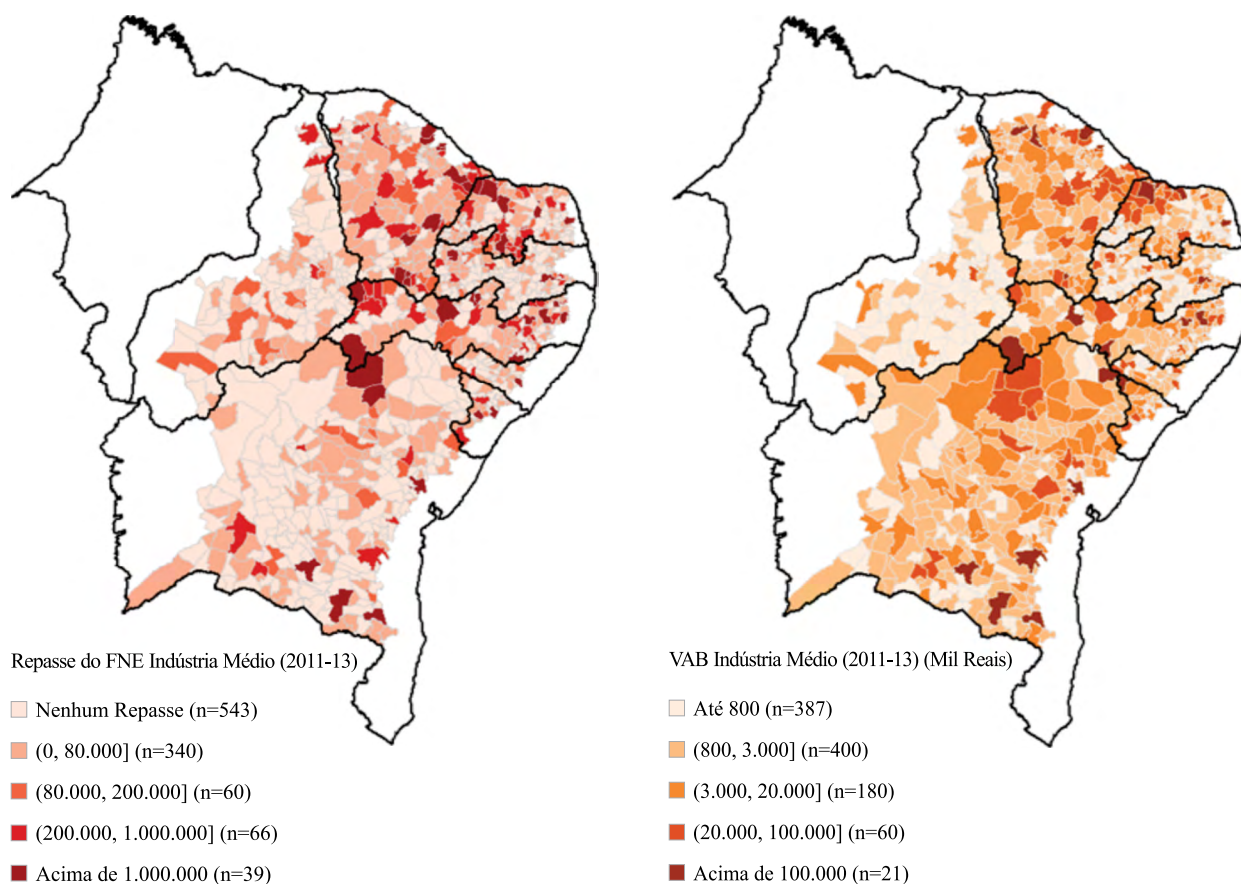 Repasse do FNE Indústria Médio (2011-13)
Nenhum Repasse (n=543)
(0, 80.000] (n=340)
(80.000, 200.000] (n=60)
(200.000, 1.000.000] (n=66)
Acima de 1.000.000 (n=39)
VAB Indústria Médio (2011-13) (Mil Reais)
Até 800 (n=387)
(800, 3.000] (n=400)
(3.000, 20.000] (n=180)
(20.000, 100.000] (n=60)
Acima de 100.000 (n=21)